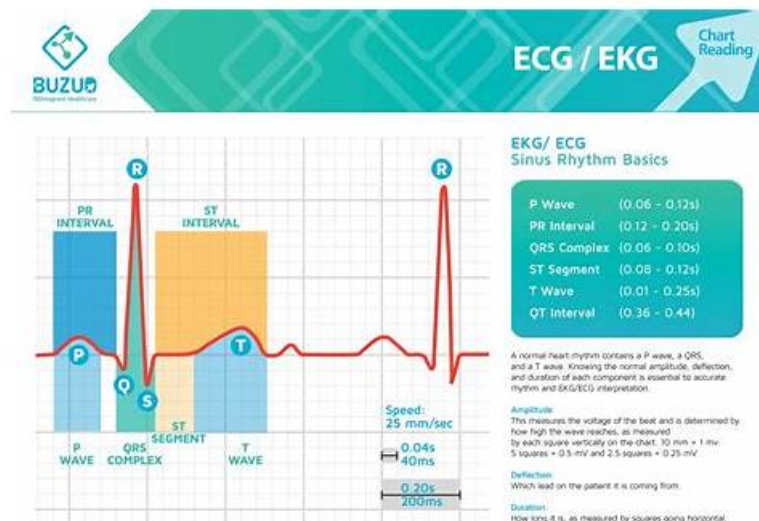 BUZUD
REimagined Healthcare
ECG / EKG
Chart
Reading
EKG/ ECG
Sinus Rhythm Basics
P Wave (0.06 - 0.12s)
PR Interval (0.12 - 0.20s)
QRS Complex (0.06 - 0.10s)
ST Segment (0.08 - 0.12s)
T Wave (0.01 - 0.25s)
QT Interval (0.36 - 0.44)
R
R
PR
INTERVAL
ST
INTERVAL
P
Q
S
T
ST
SEGMENT
P
WAVE
QRS
COMPLEX
T
WAVE
Speed:
25 mm/sec
0.04s
40ms
0.20s
200ms
A normal heart rhythm contains a P wave, a QRS,
and a T wave. Knowing the normal amplitude, deflection,
and duration of each component is essential to accurate
rhythm and EKG/ECG interpretation.
Amplitude
This measures the voltage of the beat and is determined by
how high the wave reaches, as measured
by each square vertically on the chart. 10 mm = 1 mv.
5 squares = 0.5 mV and 2.5 squares = 0.25 mV
Deflection:
Which lead on the patient it is coming from.
Duration:
How long it is, as measured by squares going horizontal.